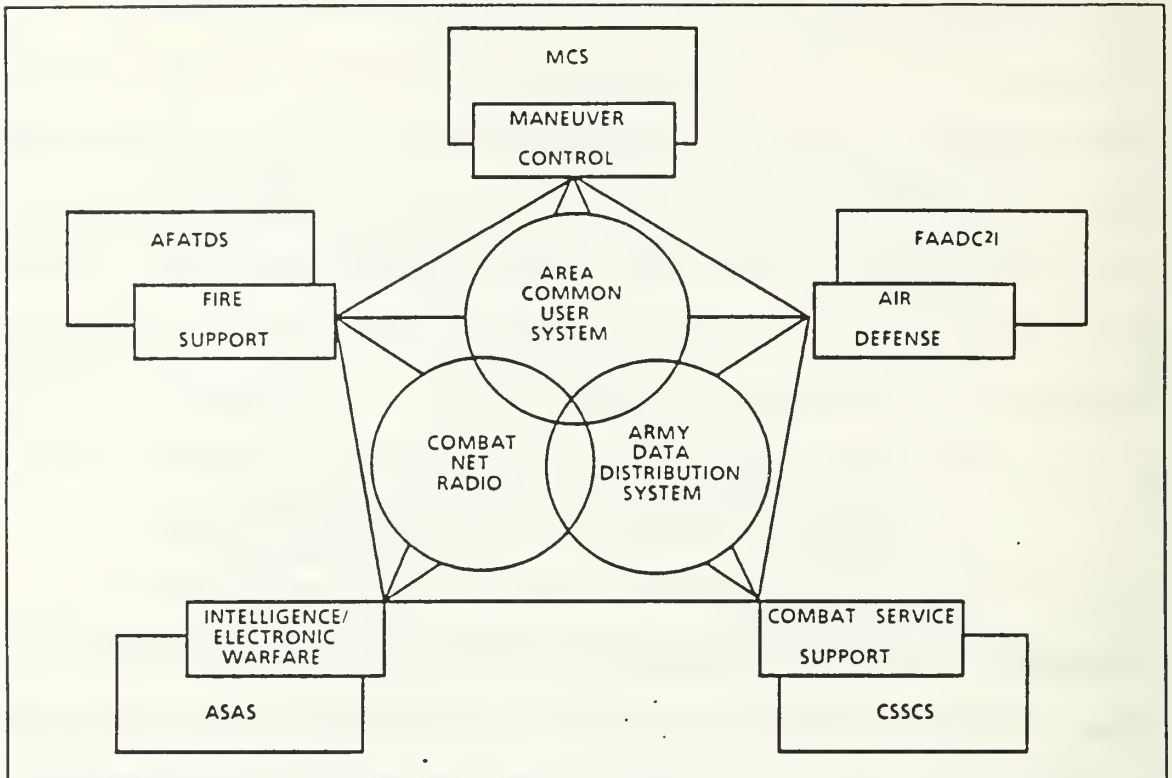 MCS
MANEUVER
CONTROL
AFATDS
FIRE
SUPPORT
FAADC²I
AIR
DEFENSE
AREA
COMMON
USER
SYSTEM
COMBAT
NET
RADIO
ARMY
DATA
DISTRIBUTION
SYSTEM
INTELLIGENCE/
ELECTRONIC
WARFARE
ASAS
COMBAT SERVICE
SUPPORT
CSSCS